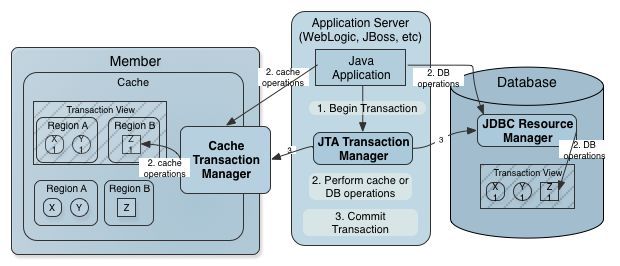 Member
Cache
Transaction View
Region A
X
1
Y
1
Region B
Z
1
Region A
X
Y
Region B
Z
2. cache
operations
Cache
Transaction
Manager
Application Server
(WebLogic, JBoss, etc)
Java
Application
2. cache
operations
2. DB
operations
1. Begin Transaction
JTA Transaction
Manager
3
3
2. Perform cache or
DB operations
3. Commit
Transaction
Database
JDBC Resource
Manager
2. DB
operations
Transaction View
X
1
Y
1
Z
1